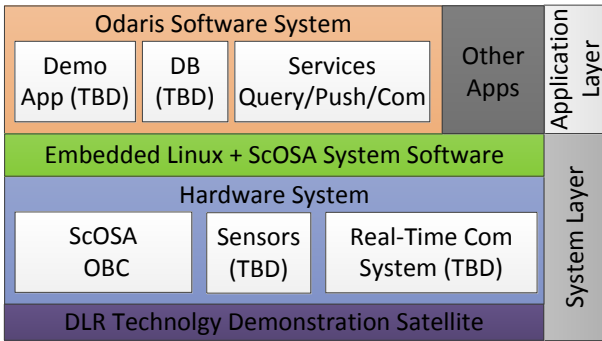 Odaris Software System
Demo
App (TBD)
DB
(TBD)
Services
Query/Push/Com
Other
Apps
Application
Layer
Embedded Linux + ScOSA System Software
Hardware System
ScOSA
OBC
Sensors
(TBD)
Real-Time Com
System (TBD)
System Layer
DLR Technolgy Demonstration Satellite